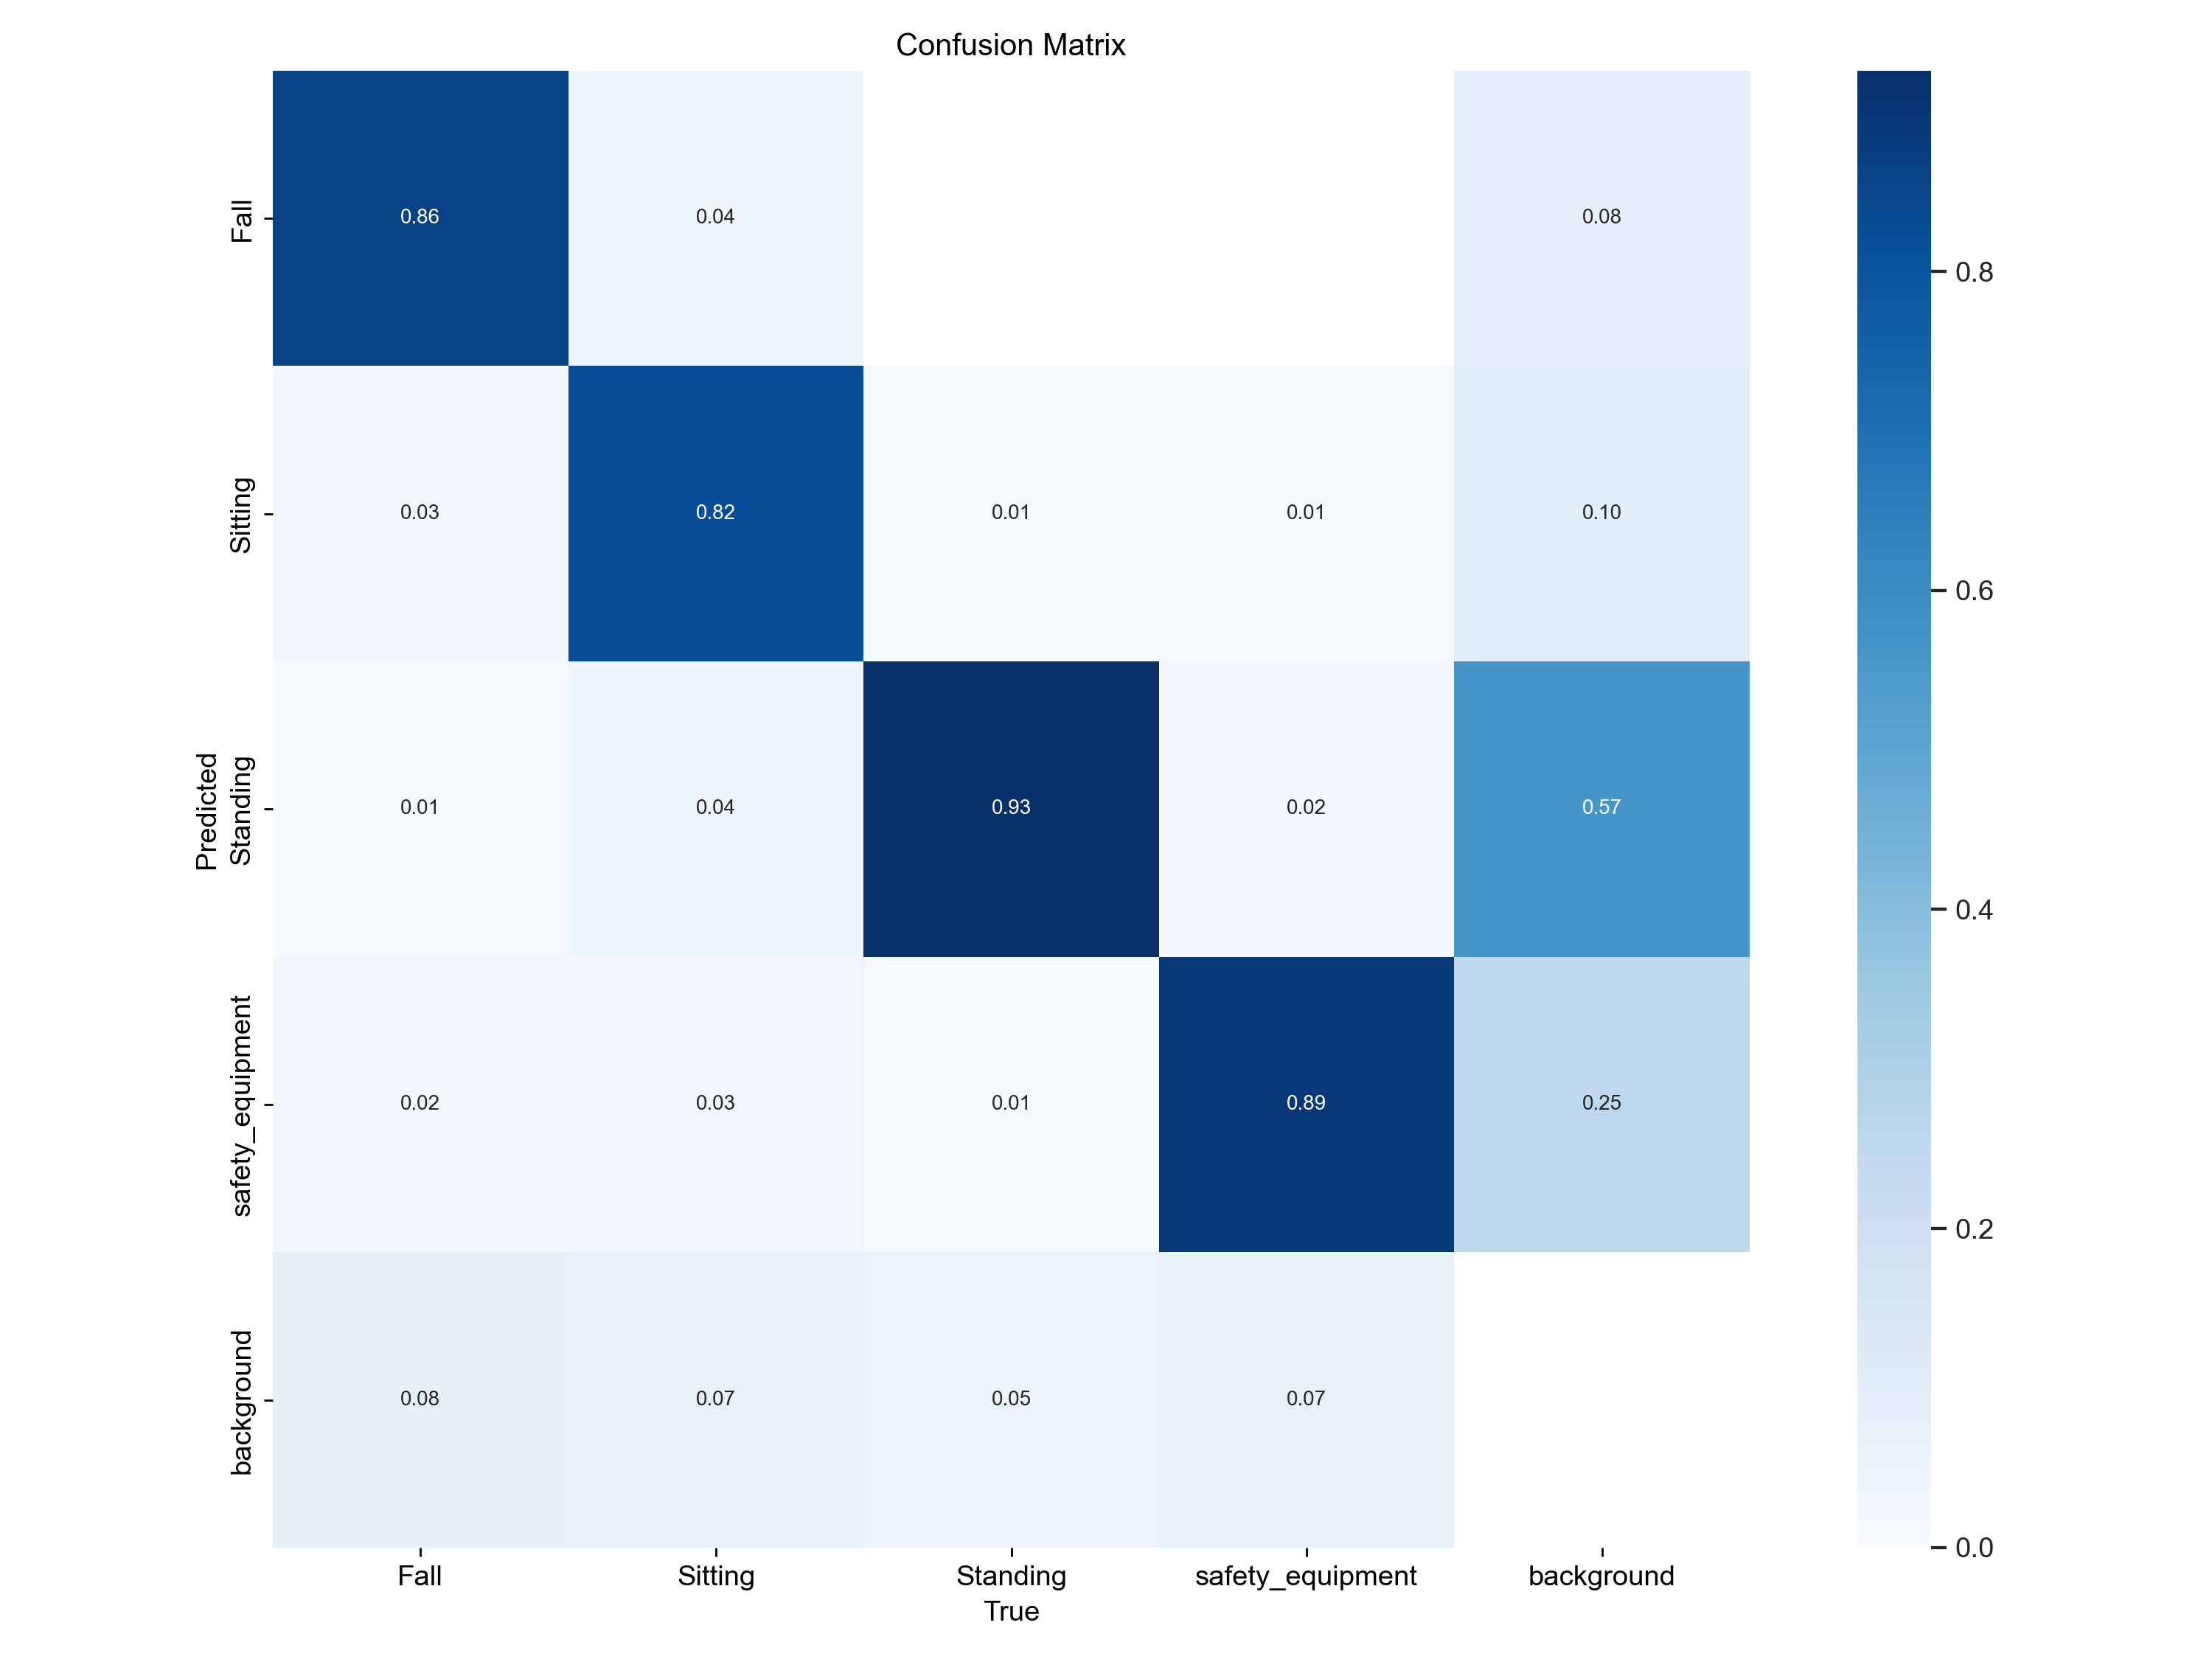 Confusion Matrix
Predicted
Fall
0.86
0.04
0.08
Sitting
0.03
0.82
0.01
0.01
0.10
Standing
0.01
0.04
0.93
0.02
0.57
safety_equipment
0.02
0.03
0.01
0.89
0.25
background
0.08
0.07
0.05
0.07
Fall
Sitting
Standing
safety_equipment
background
True
0.8
0.6
0.4
0.2
0.0